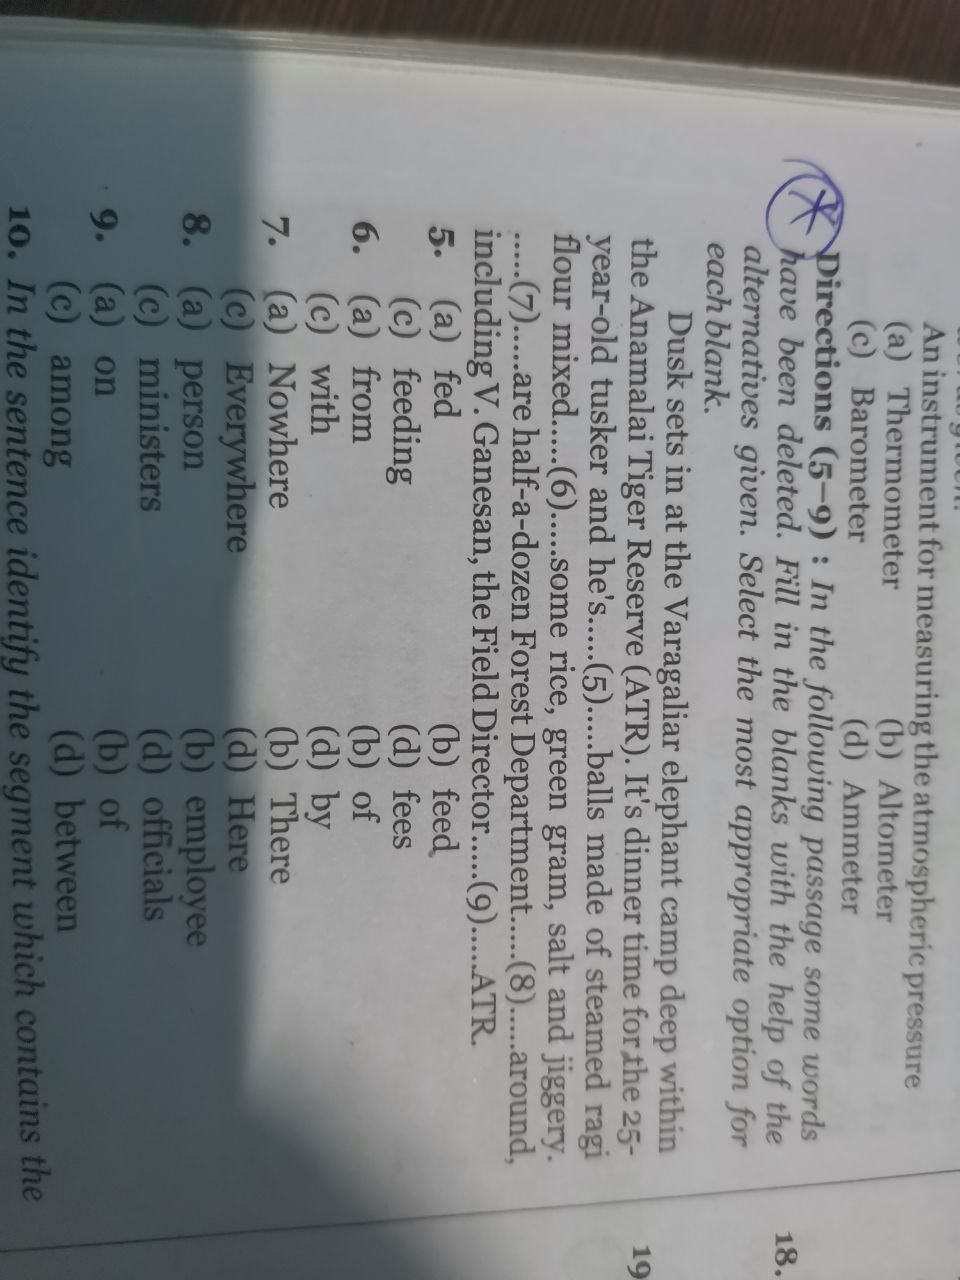 An instrument for measuring the atmospheric pressure
(a) Thermometer (b) Altometer
(c) Barometer (d) Ammeter
Directions (5–9) : In the following passage some words
have been deleted. Fill in the blanks with the help of the
alternatives given. Select the most appropriate option for
each blank.
Dusk sets in at the Varagaliar elephant camp deep within
the Anamalai Tiger Reserve (ATR). It's dinner time for the 25-
year-old tusker and he's.....(5).....balls made of steamed ragi
flour mixed.....(6).....some rice, green gram, salt and jiggery.
.....(7).....are half-a-dozen Forest Department.....(8).....around,
including V. Ganesan, the Field Director.....(9).....ATR.
5. (a) fed (b) feed
(c) feeding (d) fees
6. (a) from (b) of
(c) with (d) by
7. (a) Nowhere (b) There
(c) Everywhere (d) Here
8. (a) person (b) employee
(c) ministers (d) officials
9. (a) on (b) of
(c) among (d) between
10. In the sentence identify the segment which contains the
18.
19